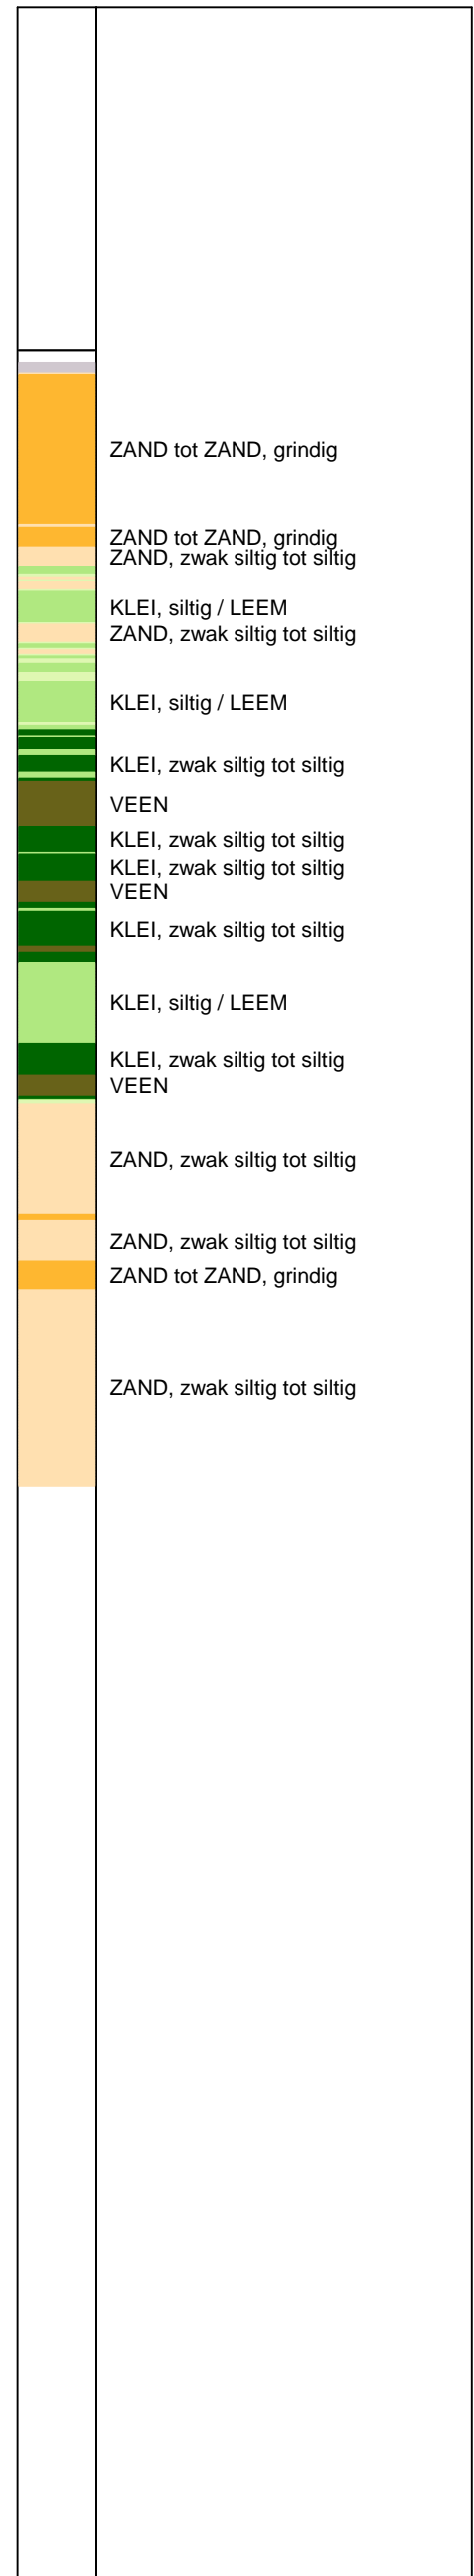 ZAND tot ZAND, grindig
ZAND tot ZAND, grindig
ZAND, zwak siltig tot siltig
KLEI, siltig / LEEM
ZAND, zwak siltig tot siltig
KLEI, siltig / LEEM
KLEI, zwak siltig tot siltig
VEEN
KLEI, zwak siltig tot siltig
KLEI, zwak siltig tot siltig
VEEN
KLEI, zwak siltig tot siltig
KLEI, siltig / LEEM
KLEI, zwak siltig tot siltig
VEEN
ZAND, zwak siltig tot siltig
ZAND, zwak siltig tot siltig
ZAND tot ZAND, grindig
ZAND, zwak siltig tot siltig